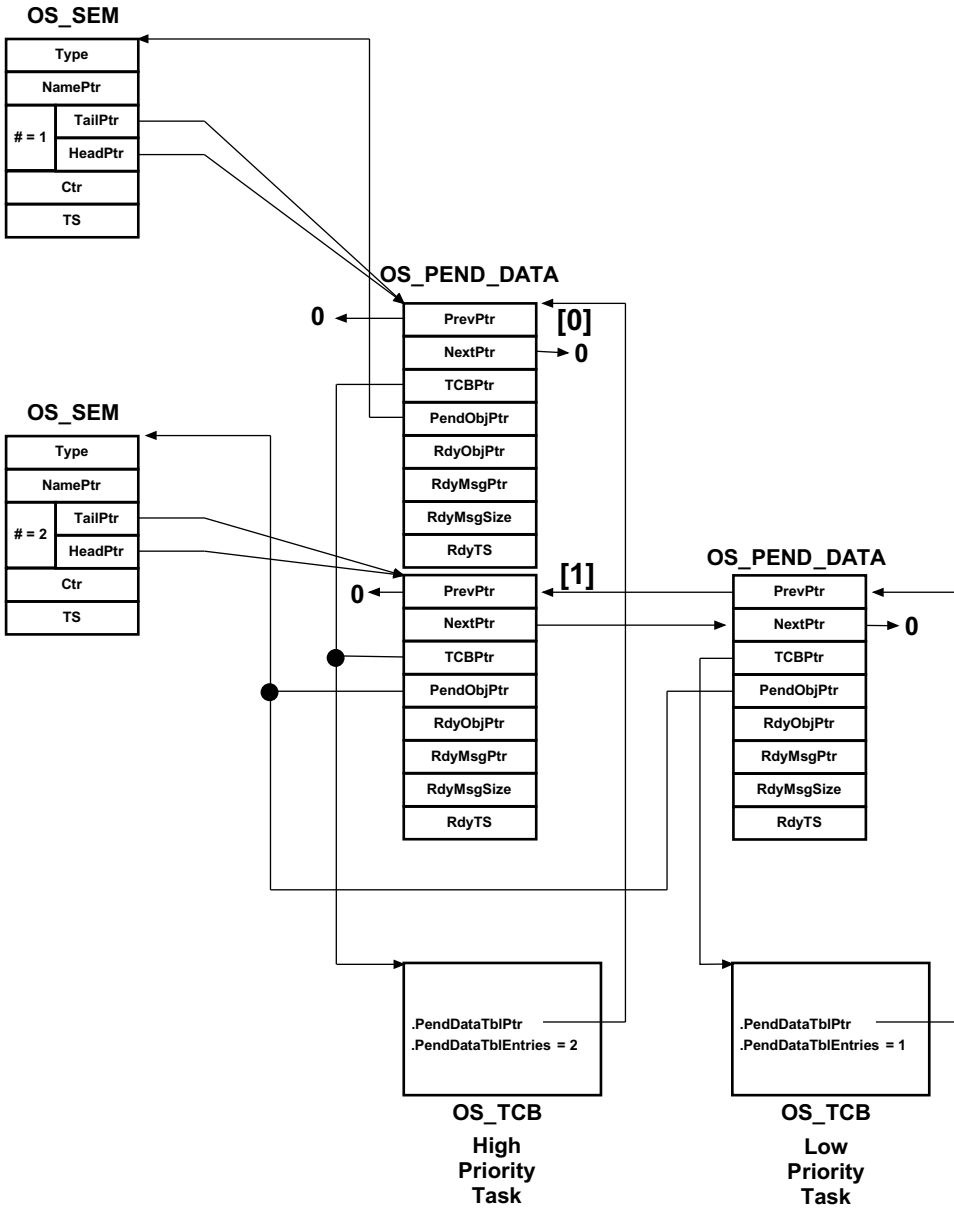 OS_SEM
Type
NamePtr
# = 1
TailPtr
HeadPtr
Ctr
TS
OS_PEND_DATA
0
PrevPtr
[0]
NextPtr
0
TCBPtr
PendObjPtr
RdyObjPtr
RdyMsgPtr
RdyMsgSize
RdyTS
OS_SEM
Type
NamePtr
# = 2
TailPtr
HeadPtr
Ctr
TS
0
PrevPtr
[1]
NextPtr
TCBPtr
PendObjPtr
RdyObjPtr
RdyMsgPtr
RdyMsgSize
RdyTS
OS_PEND_DATA
PrevPtr
NextPtr
0
TCBPtr
PendObjPtr
RdyObjPtr
RdyMsgPtr
RdyMsgSize
RdyTS
.PendDataTblPtr
.PendDataTblEntries = 2
OS_TCB
High
Priority
Task
.PendDataTblPtr
.PendDataTblEntries = 1
OS_TCB
Low
Priority
Task